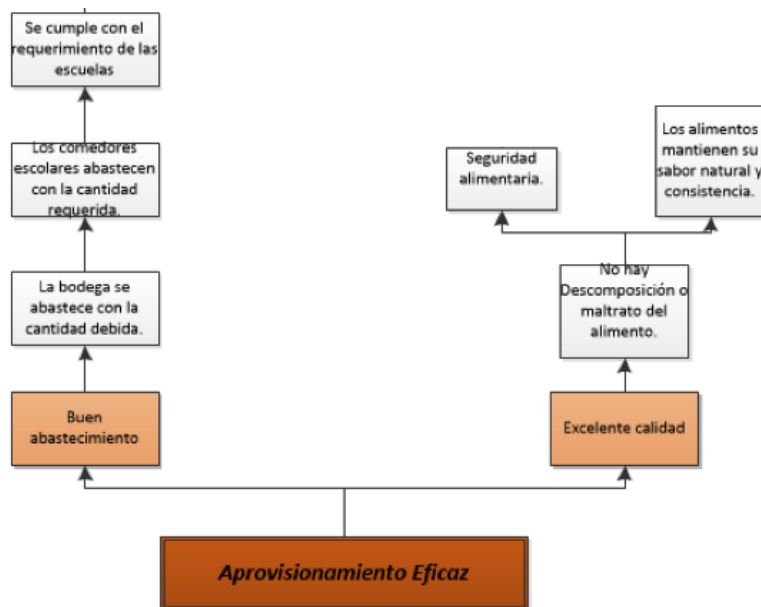 Se cumple con el
requerimiento de las
escuelas
Los comedores
escolares abastecen
con la cantidad
requerida.
La bodega se
abastece con la
cantidad debida.
Buen
abastecimiento
Seguridad
alimentaria.
Los alimentos
mantienen su
sabor natural y
consistencia.
No hay
Descomposición o
maltrato del
alimento.
Excelente calidad
Aprovisionamiento Eficaz